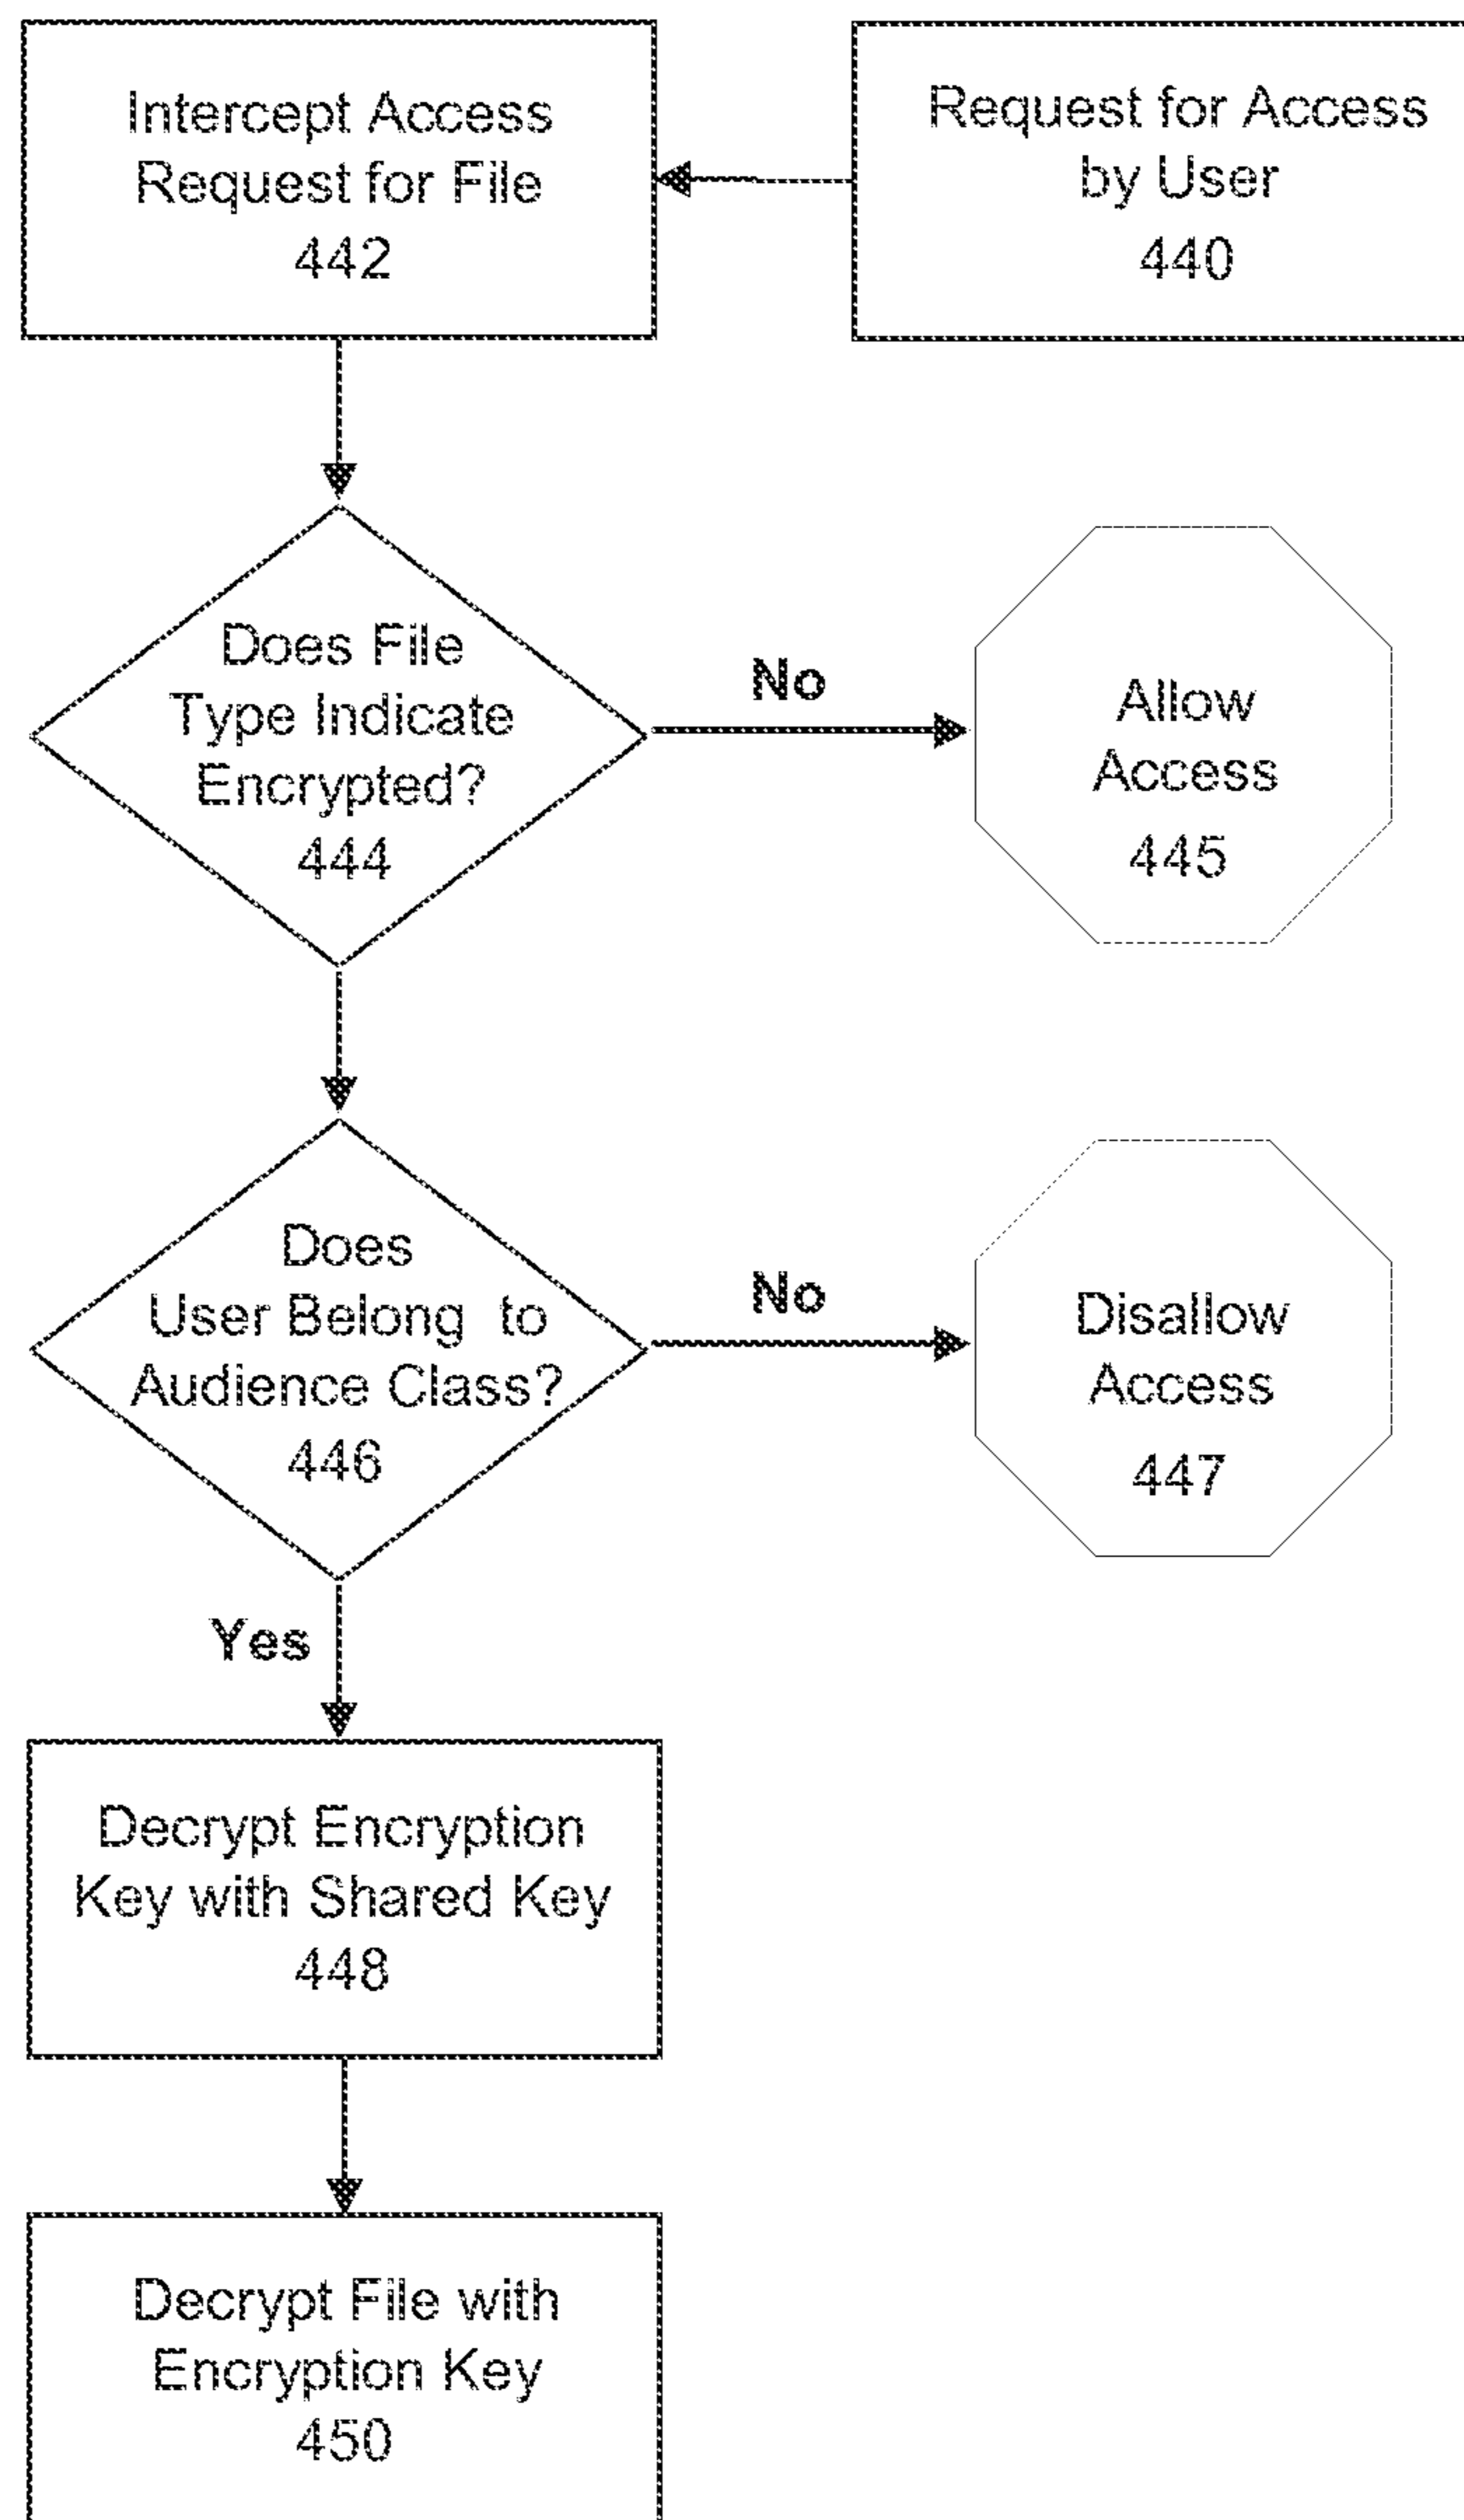 Intercept Access
Request for File
442
Request for Access
by User
440
Does File
Type Indicate
Encrypted?
444
No
Allow
Access
445
Does
User Belong to
Audience Class?
446
No
Disallow
Access
447
Yes
Decrypt Encryption
Key with Shared Key
448
Decrypt File with
Encryption Key
450